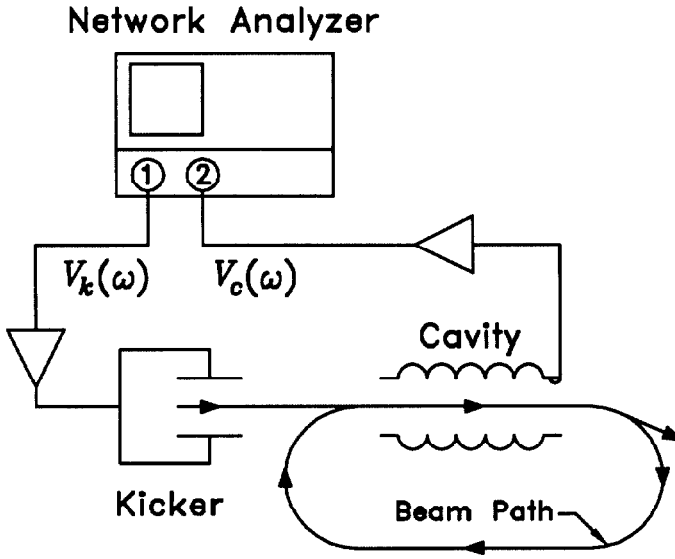 Network Analyzer
1 2
V_k(ω) V_c(ω)
Cavity
Kicker
Beam Path